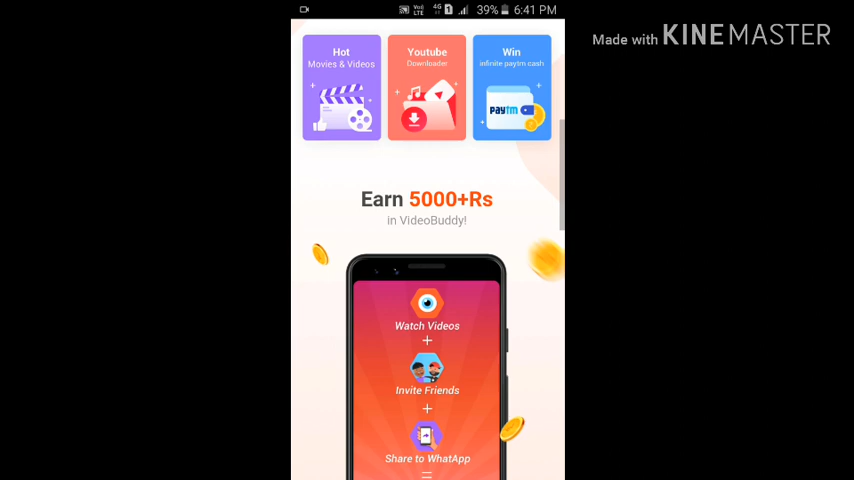 39% 6:41 PM
Made with KINEMASTER
Hot
Movies & Videos
Youtube
Downloader
Win
infinite paytm cash
paytm
Earn 5000+Rs
in VideoBuddy!
Watch Videos
+
Invite Friends
+
Share to WhatApp
=